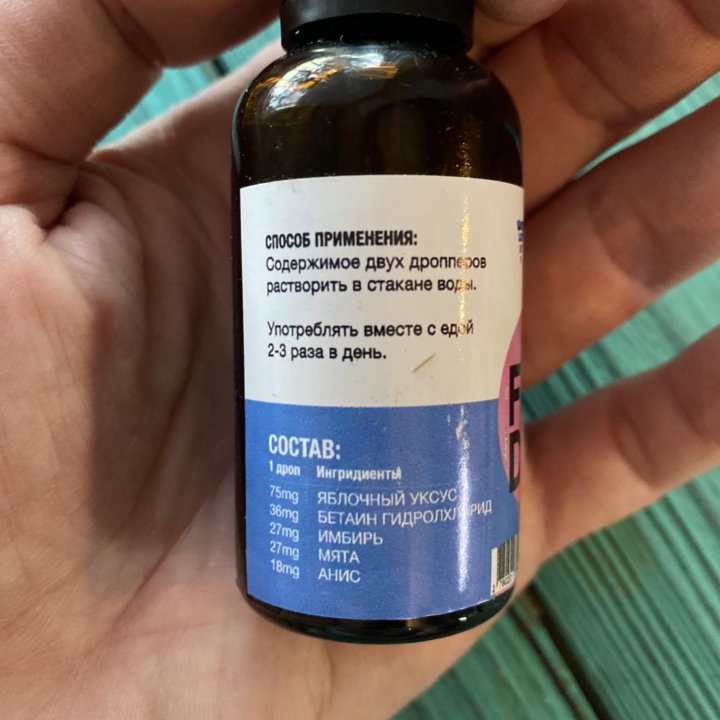 СПОСОБ ПРИМЕНЕНИЯ:
Содержимое двух дропперов
растворить в стакане воды.
Употреблять вместе с едой
2-3 раза в день.
СОСТАВ:
1 дроп Ингридиенты
75mg ЯБЛОЧНЫЙ УКСУС
36mg БЕТАИН ГИДРОЛХЛОРИД
27mg ИМБИРЬ
27mg МЯТА
18mg АНИС